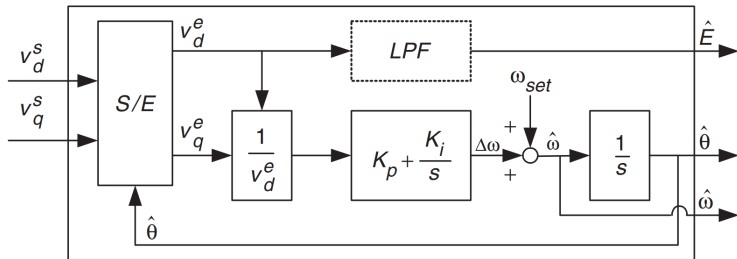 v_d^s
v_q^s
S/E
v_d^e
v_q^e
LPF
Ê
1/v_d^e
K_p + K_i/s
Δω
+
+
ω_set
ω̂
1/s
θ̂
ω̂
θ̂